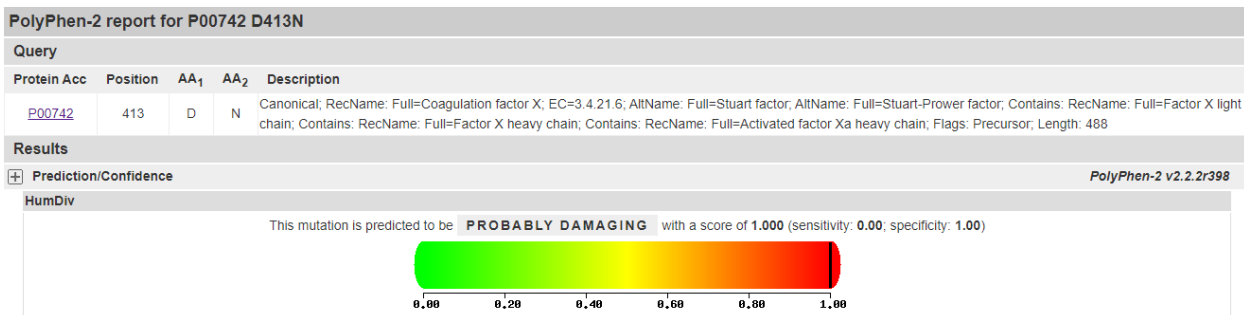 PolyPhen-2 report for P00742 D413N
Query
Protein Acc Position AA1 AA2 Description
P00742 413 D N Canonical; RecName: Full=Coagulation factor X; EC=3.4.21.6; AltName: Full=Stuart factor; AltName: Full=Stuart-Prower factor; Contains: RecName: Full=Factor X light
chain; Contains: RecName: Full=Factor X heavy chain; Contains: RecName: Full=Activated factor Xa heavy chain; Flags: Precursor; Length: 488
Results
+ Prediction/Confidence PolyPhen-2 v2.2.2r398
HumDiv
This mutation is predicted to be PROBABLY DAMAGING with a score of 1.000 (sensitivity: 0.00; specificity: 1.00)
0.00 0.20 0.40 0.60 0.80 1.00